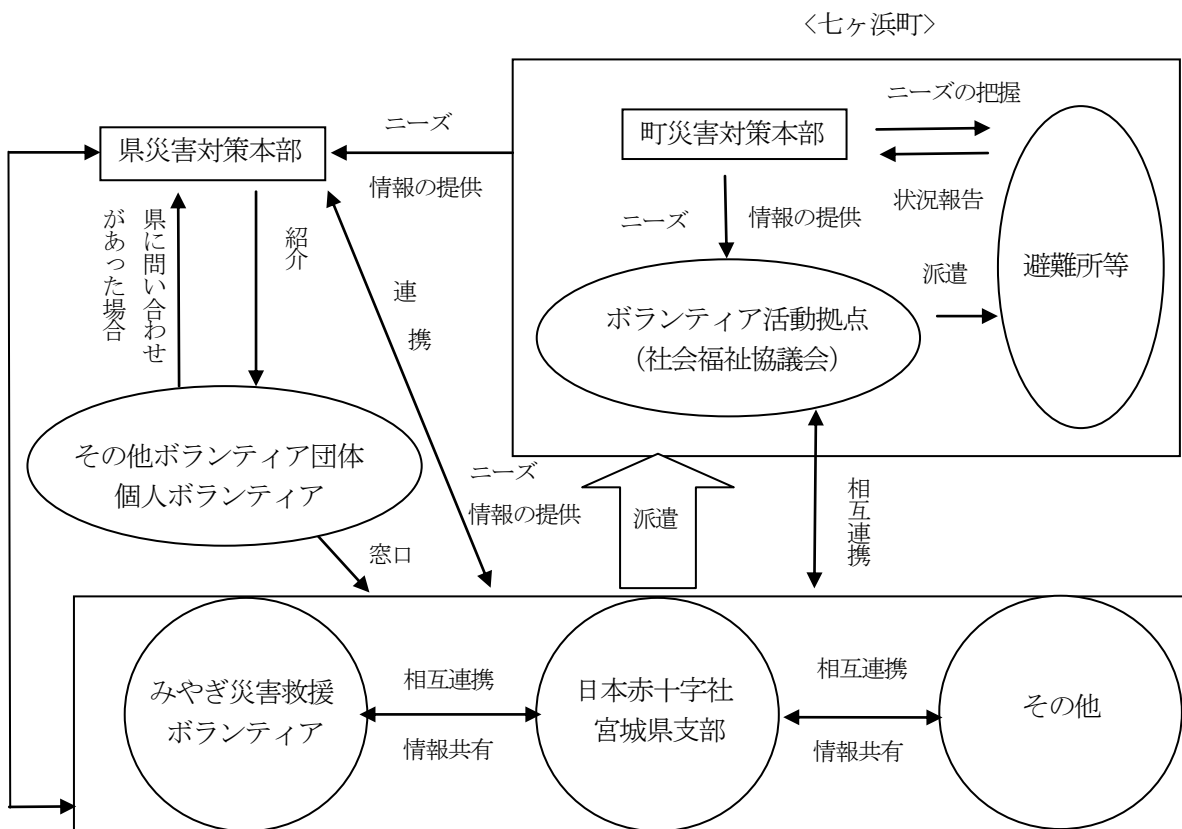 〈七ヶ浜町〉
ニーズの把握
町災害対策本部
状況報告
ニーズ
情報の提供
避難所等
派遣
ボランティア活動拠点
（社会福祉協議会）
ニーズ
県災害対策本部
情報の提供
県に問い合わせ
があった場合
紹介
連
携
その他ボランティア団体
個人ボランティア
ニーズ
情報の提供
派遣
相互連携
窓口
みやぎ災害救援
ボランティア
相互連携
情報共有
日本赤十字社
宮城県支部
相互連携
情報共有
その他